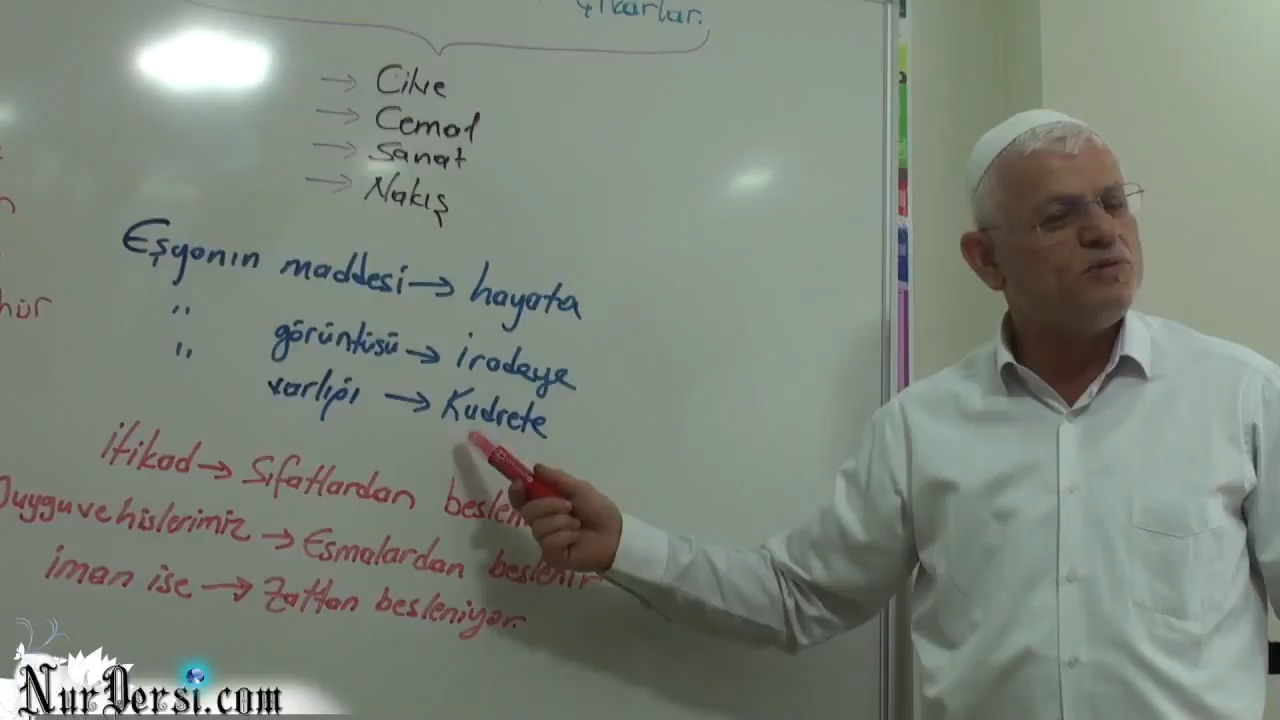 Çıkarlar.
→ Cilve
→ Cemal
→ Sanat
→ Nakış
Eşyanın maddesi → hayata
" görüntüsü → iradeye
" varlığı → Kudrete
hür
itikad → Sıfatlardan
Duygu ve hislerimiz → Esmalardan beslenir
iman ise → Zattan besleniyor.
NurDersi.com